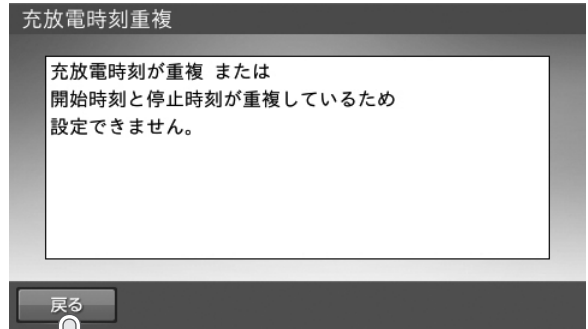 充放電時刻重複
充放電時刻が重複 または
開始時刻と停止時刻が重複しているため
設定できません。
戻る